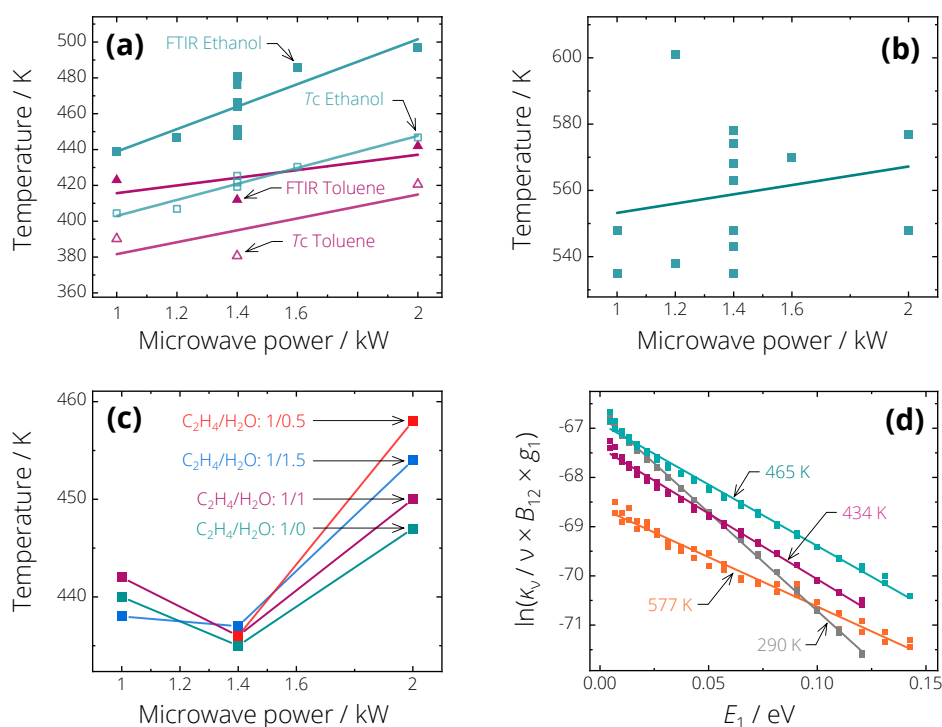 (a)
Temperature / K
500
480
460
440
420
400
380
360
FTIR Ethanol
Tc Ethanol
FTIR Toluene
Tc Toluene
1
1.2
1.4
1.6
2
Microwave power / kW
(b)
Temperature / K
600
580
560
540
1
1.2
1.4
1.6
2
Microwave power / kW
(c)
Temperature / K
460
450
440
C₂H₄/H₂O: 1/0.5
C₂H₄/H₂O: 1/1.5
C₂H₄/H₂O: 1/1
C₂H₄/H₂O: 1/0
1
1.2
1.4
1.6
2
Microwave power / kW
(d)
ln(κᵥ / ν × B₁₂ × g₁)
-67
-68
-69
-70
-71
465 K
434 K
577 K
290 K
0.00
0.05
0.10
0.15
E₁ / eV